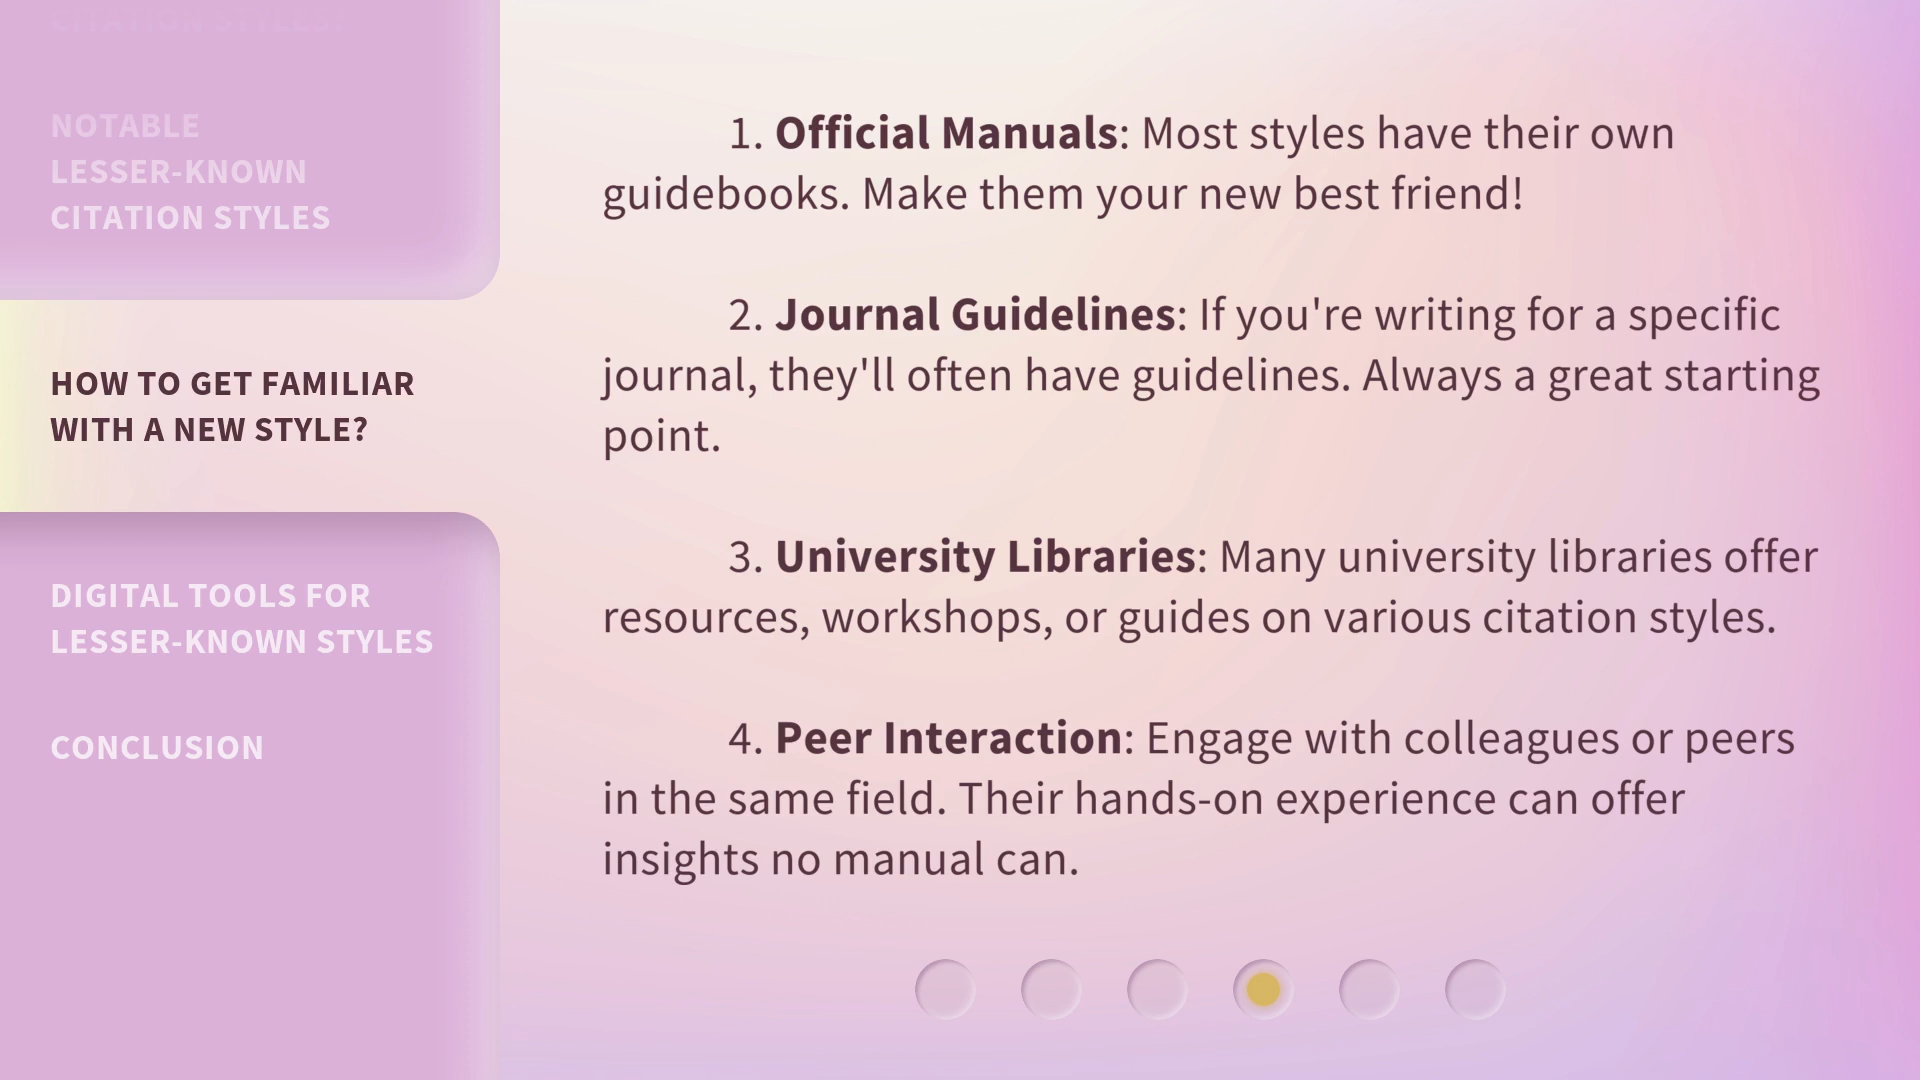 CITATION STYLES?
NOTABLE
LESSER-KNOWN
CITATION STYLES
HOW TO GET FAMILIAR
WITH A NEW STYLE?
DIGITAL TOOLS FOR
LESSER-KNOWN STYLES
CONCLUSION
1. Official Manuals: Most styles have their own
guidebooks. Make them your new best friend!
2. Journal Guidelines: If you're writing for a specific
journal, they'll often have guidelines. Always a great starting
point.
3. University Libraries: Many university libraries offer
resources, workshops, or guides on various citation styles.
4. Peer Interaction: Engage with colleagues or peers
in the same field. Their hands-on experience can offer
insights no manual can.